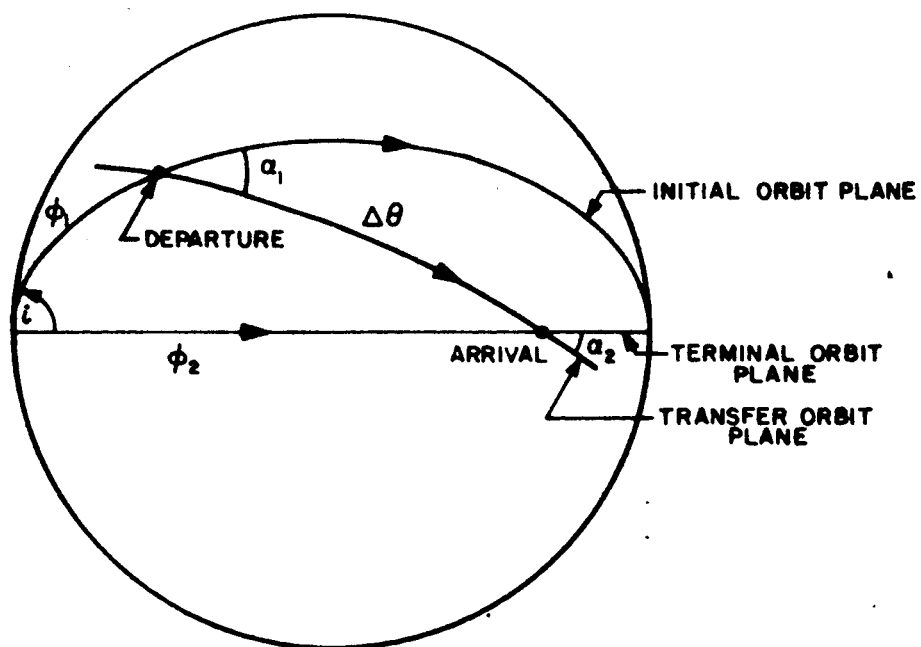 α₁
INITIAL ORBIT PLANE
ϕ₁
Δθ
DEPARTURE
i
ARRIVAL
α₂
TERMINAL ORBIT
PLANE
ϕ₂
TRANSFER ORBIT
PLANE